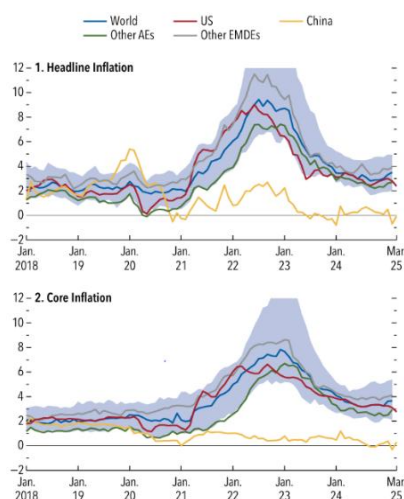 World US China
Other AEs Other EMDEs
1. Headline Inflation
12
10
8
6
4
2
0
−2
Jan. Jan. Jan. Jan. Jan. Jan. Jan. Mar.
2018 19 20 21 22 23 24 25
2. Core Inflation
12
10
8
6
4
2
0
−2
Jan. Jan. Jan. Jan. Jan. Jan. Jan. Mar.
2018 19 20 21 22 23 24 25